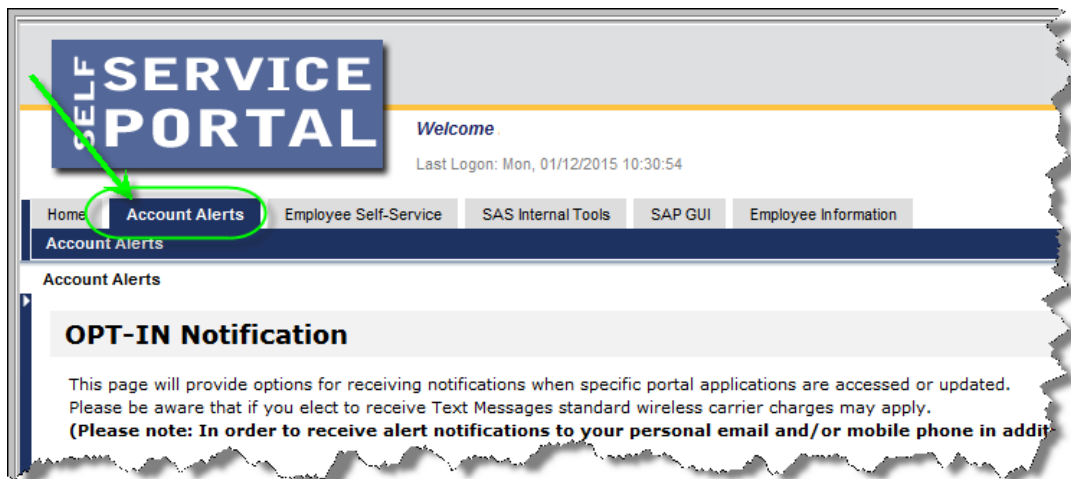 SELF SERVICE
PORTAL
Welcome
Last Logon: Mon, 01/12/2015 10:30:54
Home Account Alerts Employee Self-Service SAS Internal Tools SAP GUI Employee Information
Account Alerts
Account Alerts
OPT-IN Notification
This page will provide options for receiving notifications when specific portal applications are accessed or updated.
Please be aware that if you elect to receive Text Messages standard wireless carrier charges may apply.
(Please note: In order to receive alert notifications to your personal email and/or mobile phone in addit